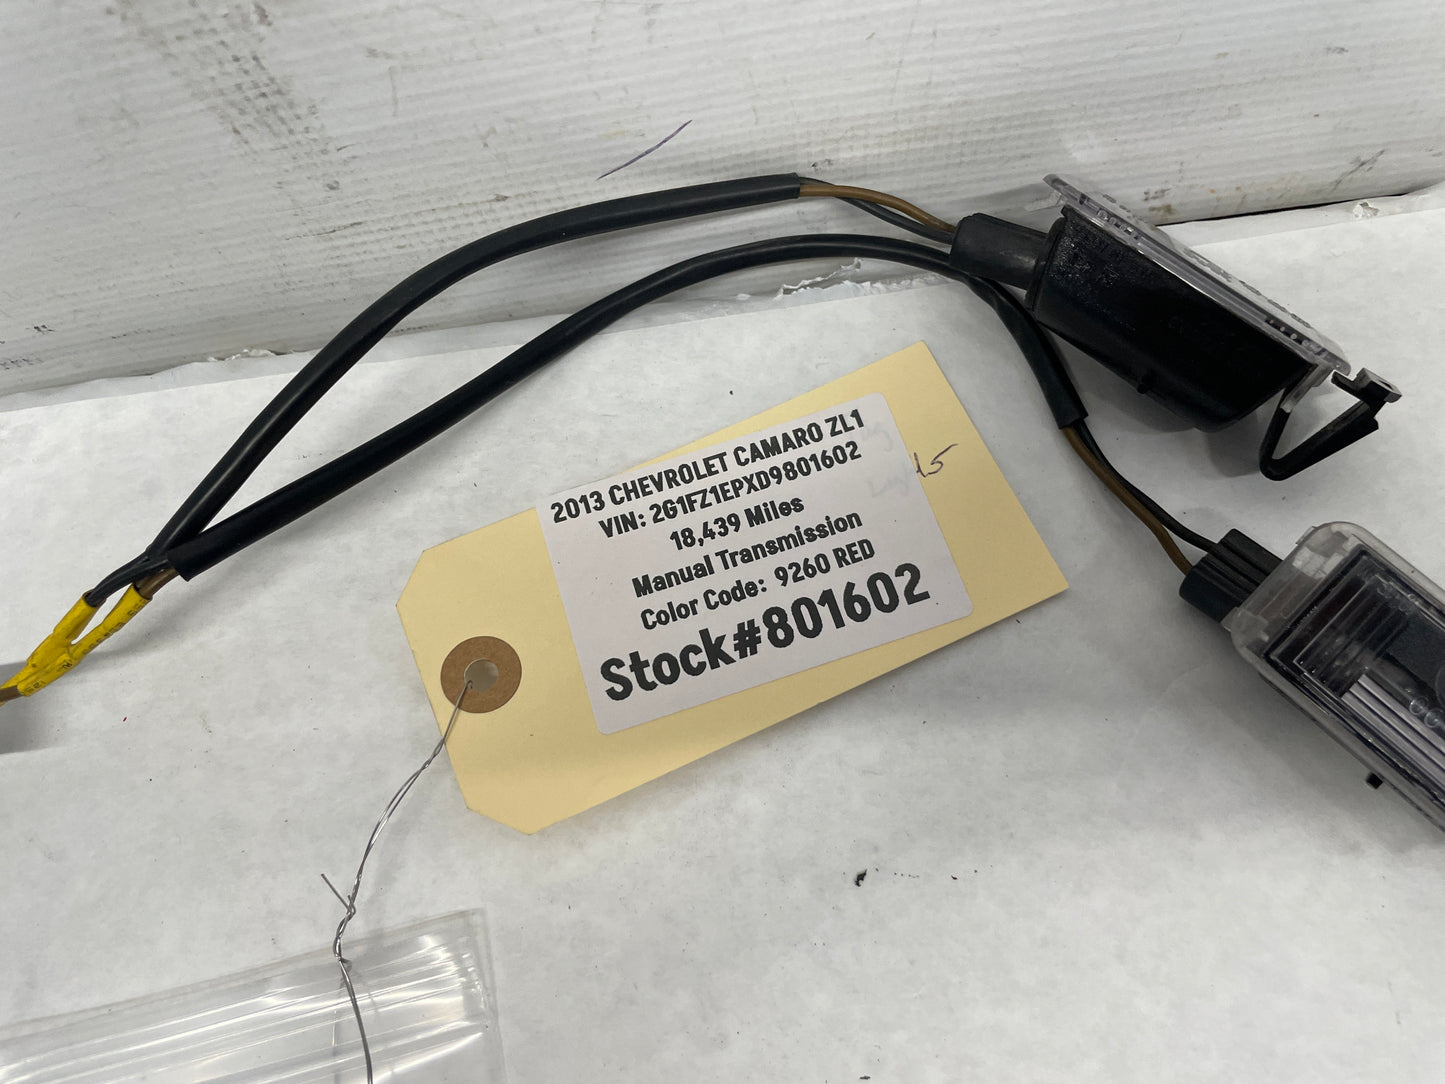 2013 CHEVROLET CAMARO ZL1
VIN: 2G1FZ1EPXD9801602
18,439 Miles
Manual Transmission
Color Code: 9260 RED
Stock#801602